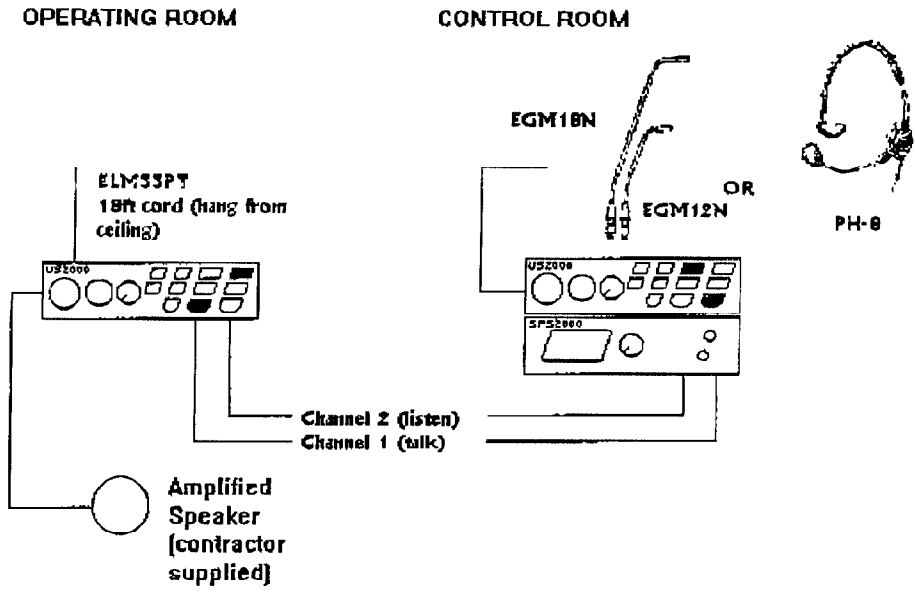 OPERATING ROOM
CONTROL ROOM
EGM18N
ELM33PT
18ft cord (hang from
ceiling)
OR
EGM12N
PH-8
US2000
US2000
SPS2000
Channel 2 (listen)
Channel 1 (talk)
Amplified
Speaker
(contractor
supplied)